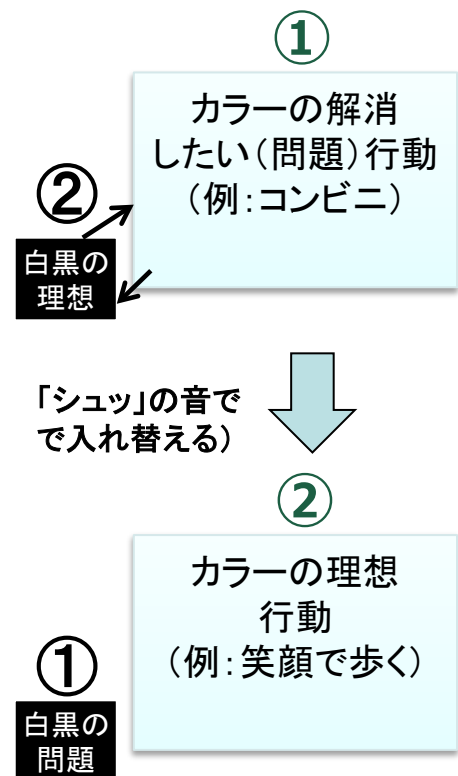 ①
カラーの解消
したい（問題）行動
（例：コンビニ）
②
白黒の
理想
「シュッ」の音で
で入れ替える）
②
カラーの理想
行動
（例：笑顔で歩く）
①
白黒の
問題